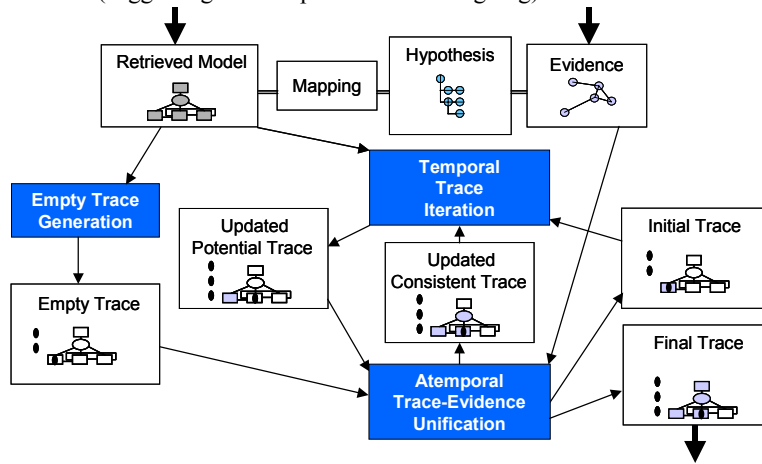 Retrieved Model
Mapping
Hypothesis
Evidence
Empty Trace
Generation
Temporal
Trace
Iteration
Updated
Potential Trace
Updated
Consistent Trace
Initial Trace
Empty Trace
Atemporal
Trace-Evidence
Unification
Final Trace